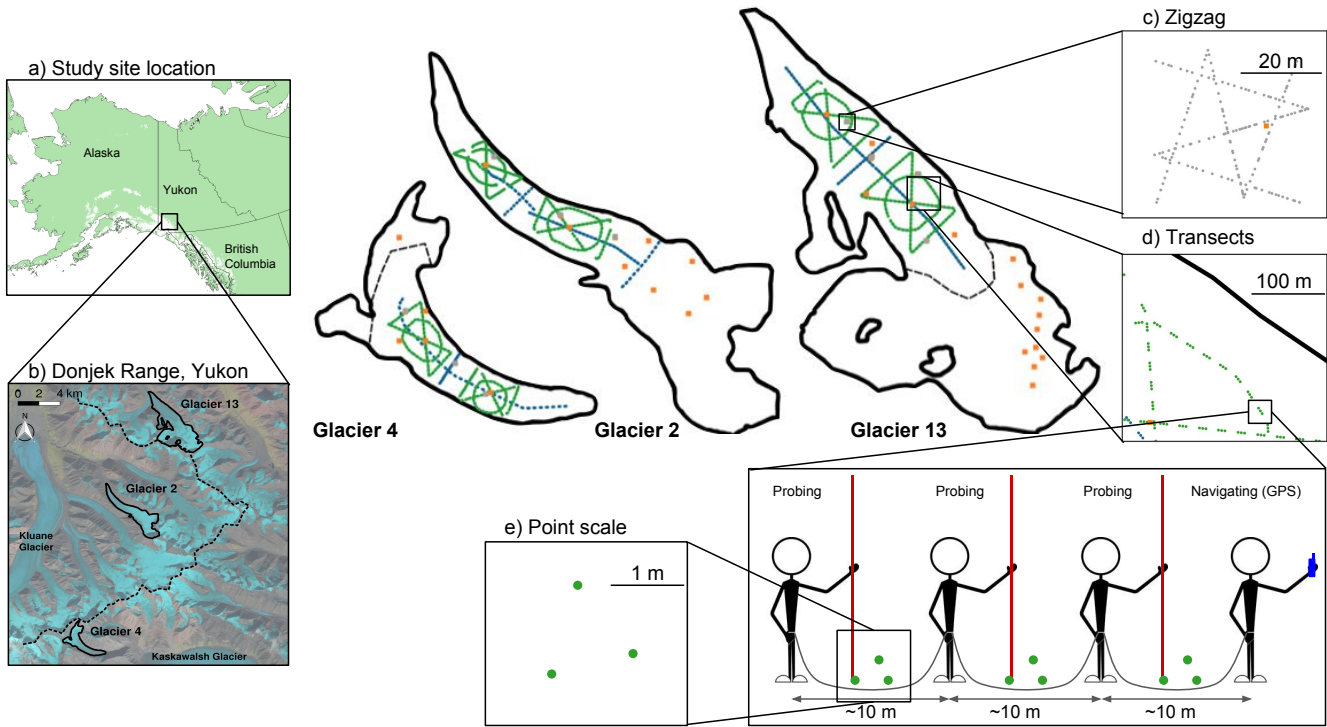 a) Study site location
Alaska
Yukon
British
Columbia
b) Donjek Range, Yukon
0 2 4 km
N
Glacier 13
Glacier 2
Kluane
Glacier
Glacier 4
Kaskawalsh Glacier
Glacier 4
Glacier 2
Glacier 13
c) Zigzag
20 m
d) Transects
100 m
e) Point scale
1 m
Probing
Probing
Probing
Navigating (GPS)
~10 m
~10 m
~10 m